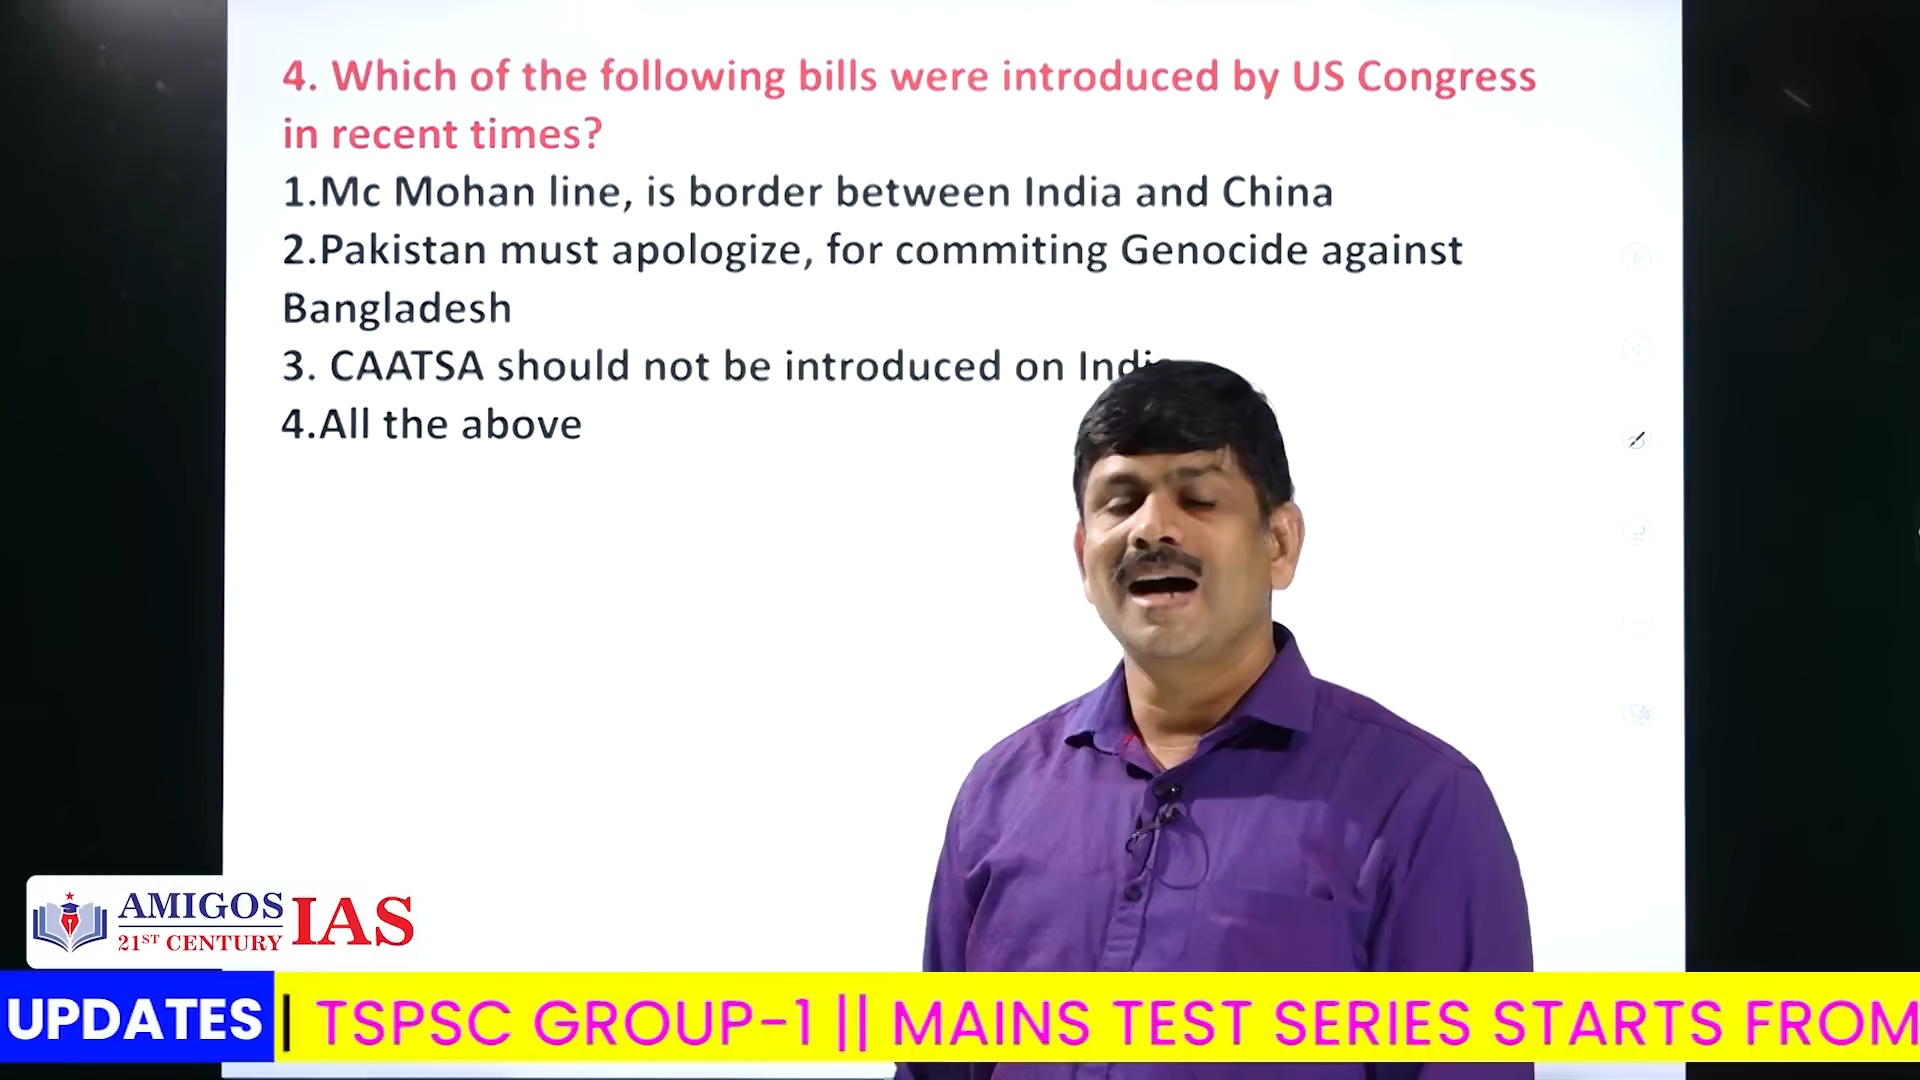 4. Which of the following bills were introduced by US Congress
in recent times?
1.Mc Mohan line, is border between India and China
2.Pakistan must apologize, for commiting Genocide against
Bangladesh
3. CAATSA should not be introduced on
4.All the above
AMIGOS
21ST CENTURY
IAS
UPDATES
TSPSC GROUP-1 || MAINS TEST SERIES STARTS FROM